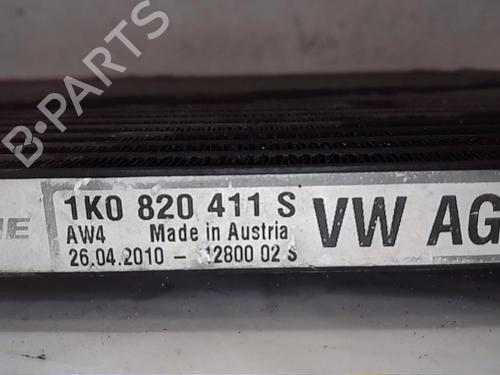 B-PARTS
1K0 820 411 S
VW AG
AW4 Made in Austria
26.04.2010 - 12800 02 S